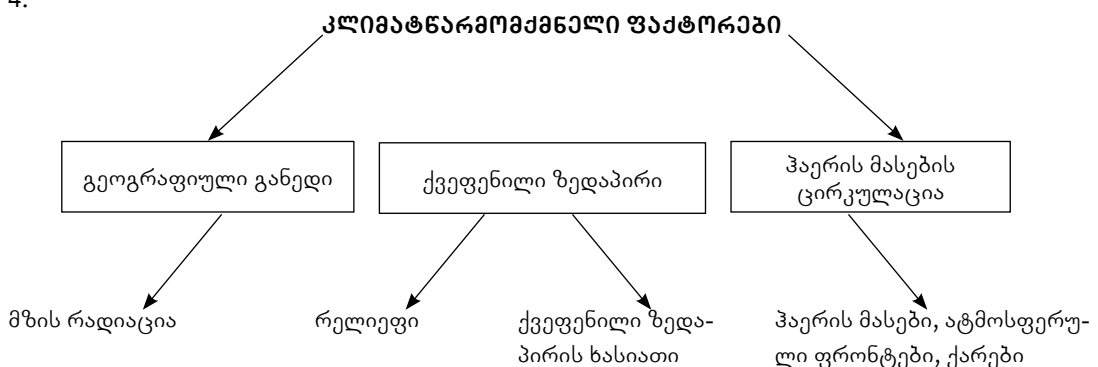 4.
კლიმატწარმომქმნელი ფაქტორები
გეოგრაფიული განედი
ქვეფენილი ზედაპირი
ჰაერის მასების
ცირკულაცია
მზის რადიაცია
რელიეფი
ქვეფენილი ზედა-
პირის ხასიათი
ჰაერის მასები, ატმოსფერუ-
ლი ფრონტები, ქარები